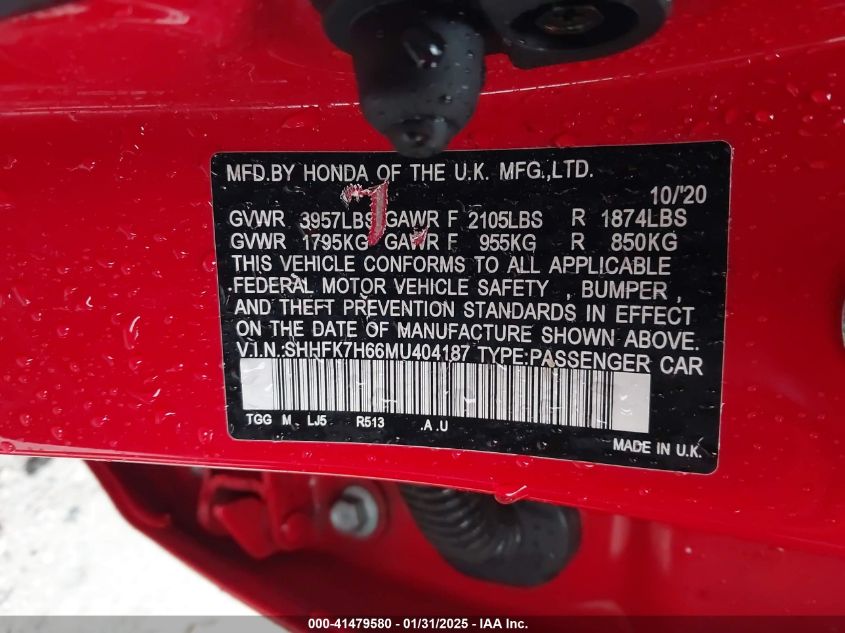 MFD.BY HONDA OF THE U.K. MFG.,LTD.
10/'20
GVWR 3957LBS GAWR F 2105LBS R 1874LBS
GVWR 1795KG GAWR F 955KG R 850KG
THIS VEHICLE CONFORMS TO ALL APPLICABLE
FEDERAL MOTOR VEHICLE SAFETY , BUMPER ,
AND THEFT PREVENTION STANDARDS IN EFFECT
ON THE DATE OF MANUFACTURE SHOWN ABOVE.
V.I.N.:SHHFK7H66MU404187 TYPE:PASSENGER CAR
TGG M LJ5 R513 .A .U
MADE IN U.K.
000-41479580 - 01/31/2025 - IAA Inc.